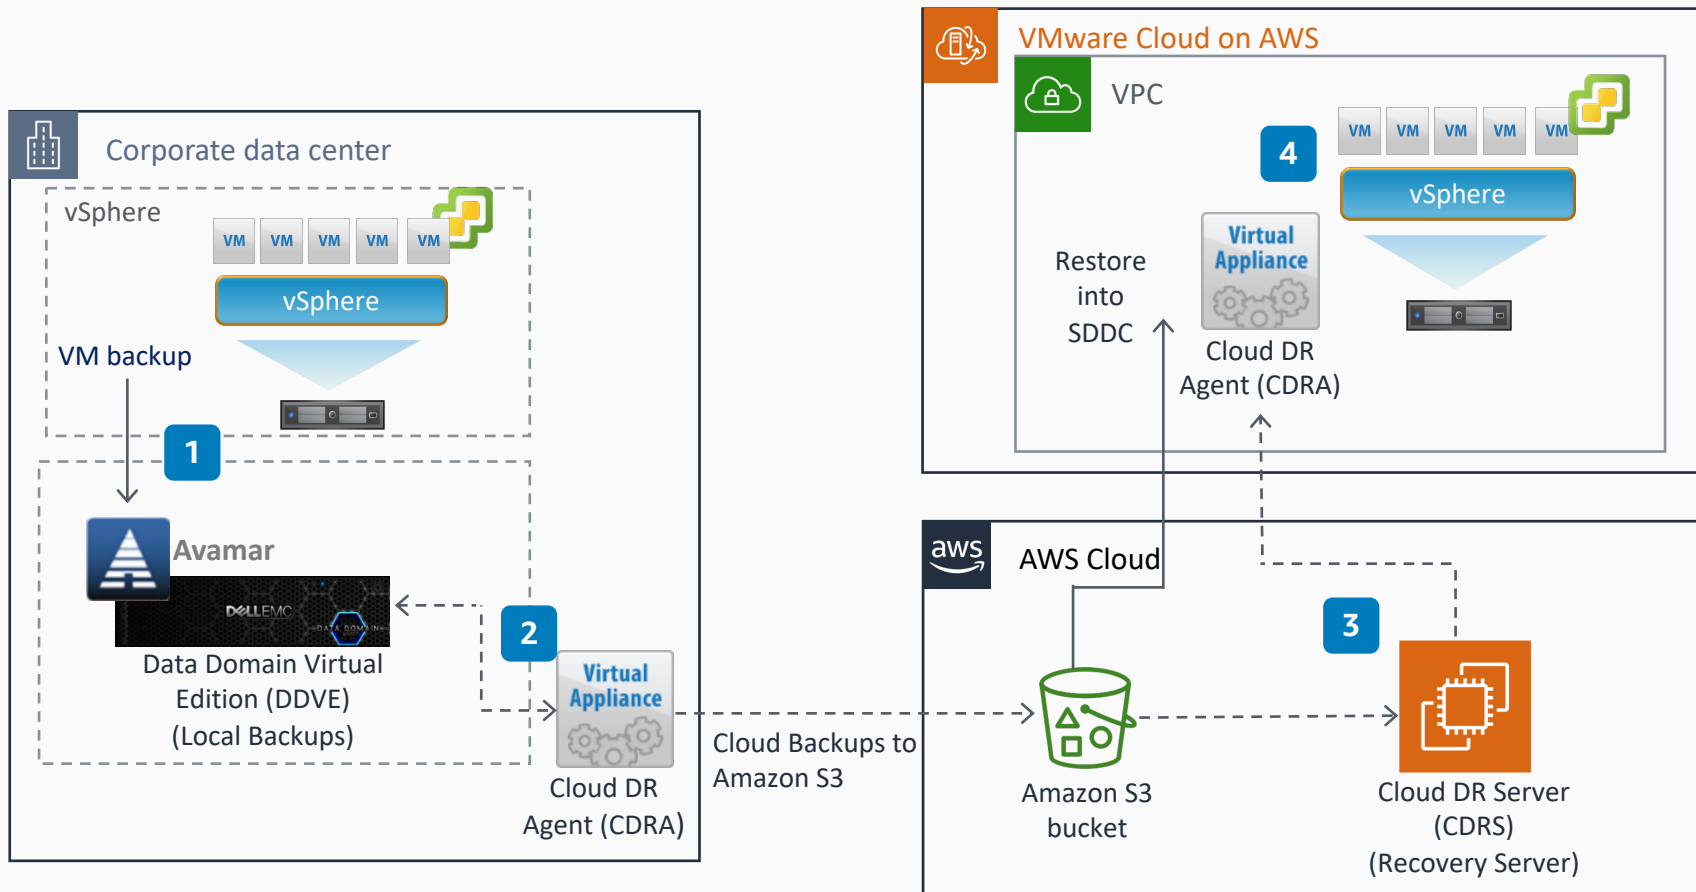 Corporate data center
vSphere
VM VM VM VM VM
vSphere
VM backup
1
Avamar
DELLEMC
DATA DOMAIN
Data Domain Virtual
Edition (DDVE)
(Local Backups)
2
Virtual
Appliance
Cloud DR
Agent (CDRA)
Cloud Backups to
Amazon S3
VMware Cloud on AWS
VPC
4
VM VM VM VM VM
vSphere
Restore
into
SDDC
Virtual
Appliance
Cloud DR
Agent (CDRA)
aws
AWS Cloud
3
Amazon S3
bucket
Cloud DR Server
(CDRS)
(Recovery Server)